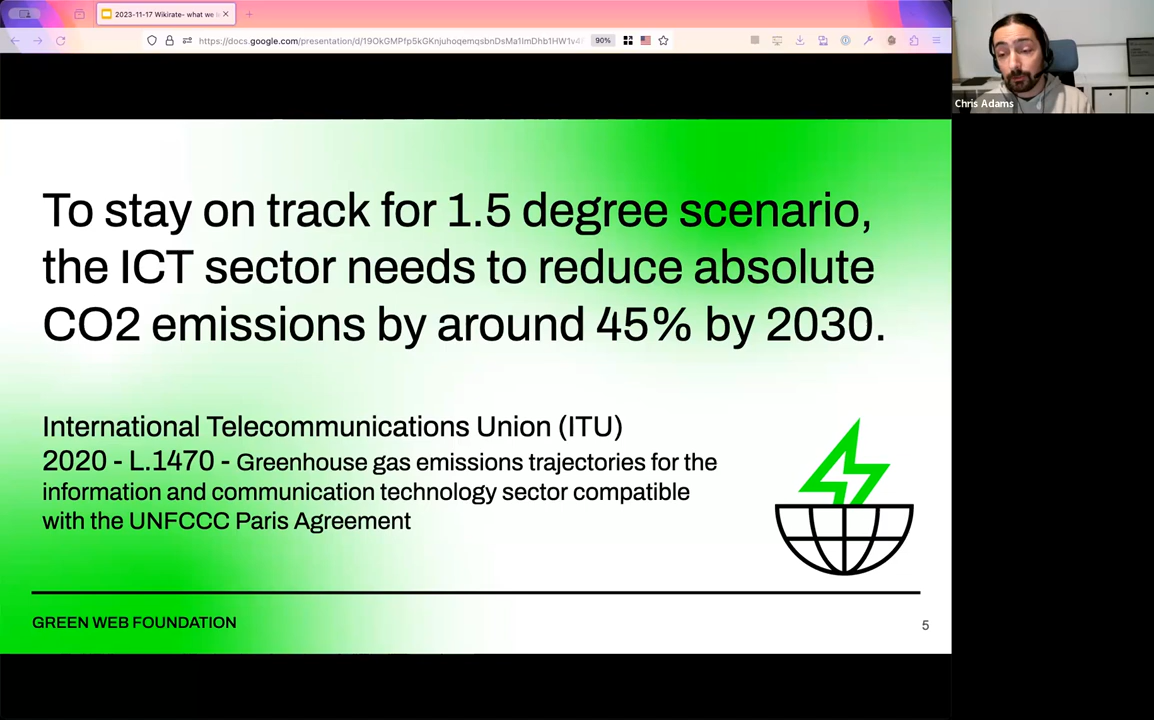 2023-11-17 Wikirate- what we
https://docs.google.com/presentation/d/19OkGMPfp5kGKnjuhoqemqsbnDsMa1ImDhb1HW1v4
90%
Chris Adams
To stay on track for 1.5 degree scenario,
the ICT sector needs to reduce absolute
CO2 emissions by around 45% by 2030.
International Telecommunications Union (ITU)
2020 - L.1470 - Greenhouse gas emissions trajectories for the
information and communication technology sector compatible
with the UNFCCC Paris Agreement
GREEN WEB FOUNDATION
5